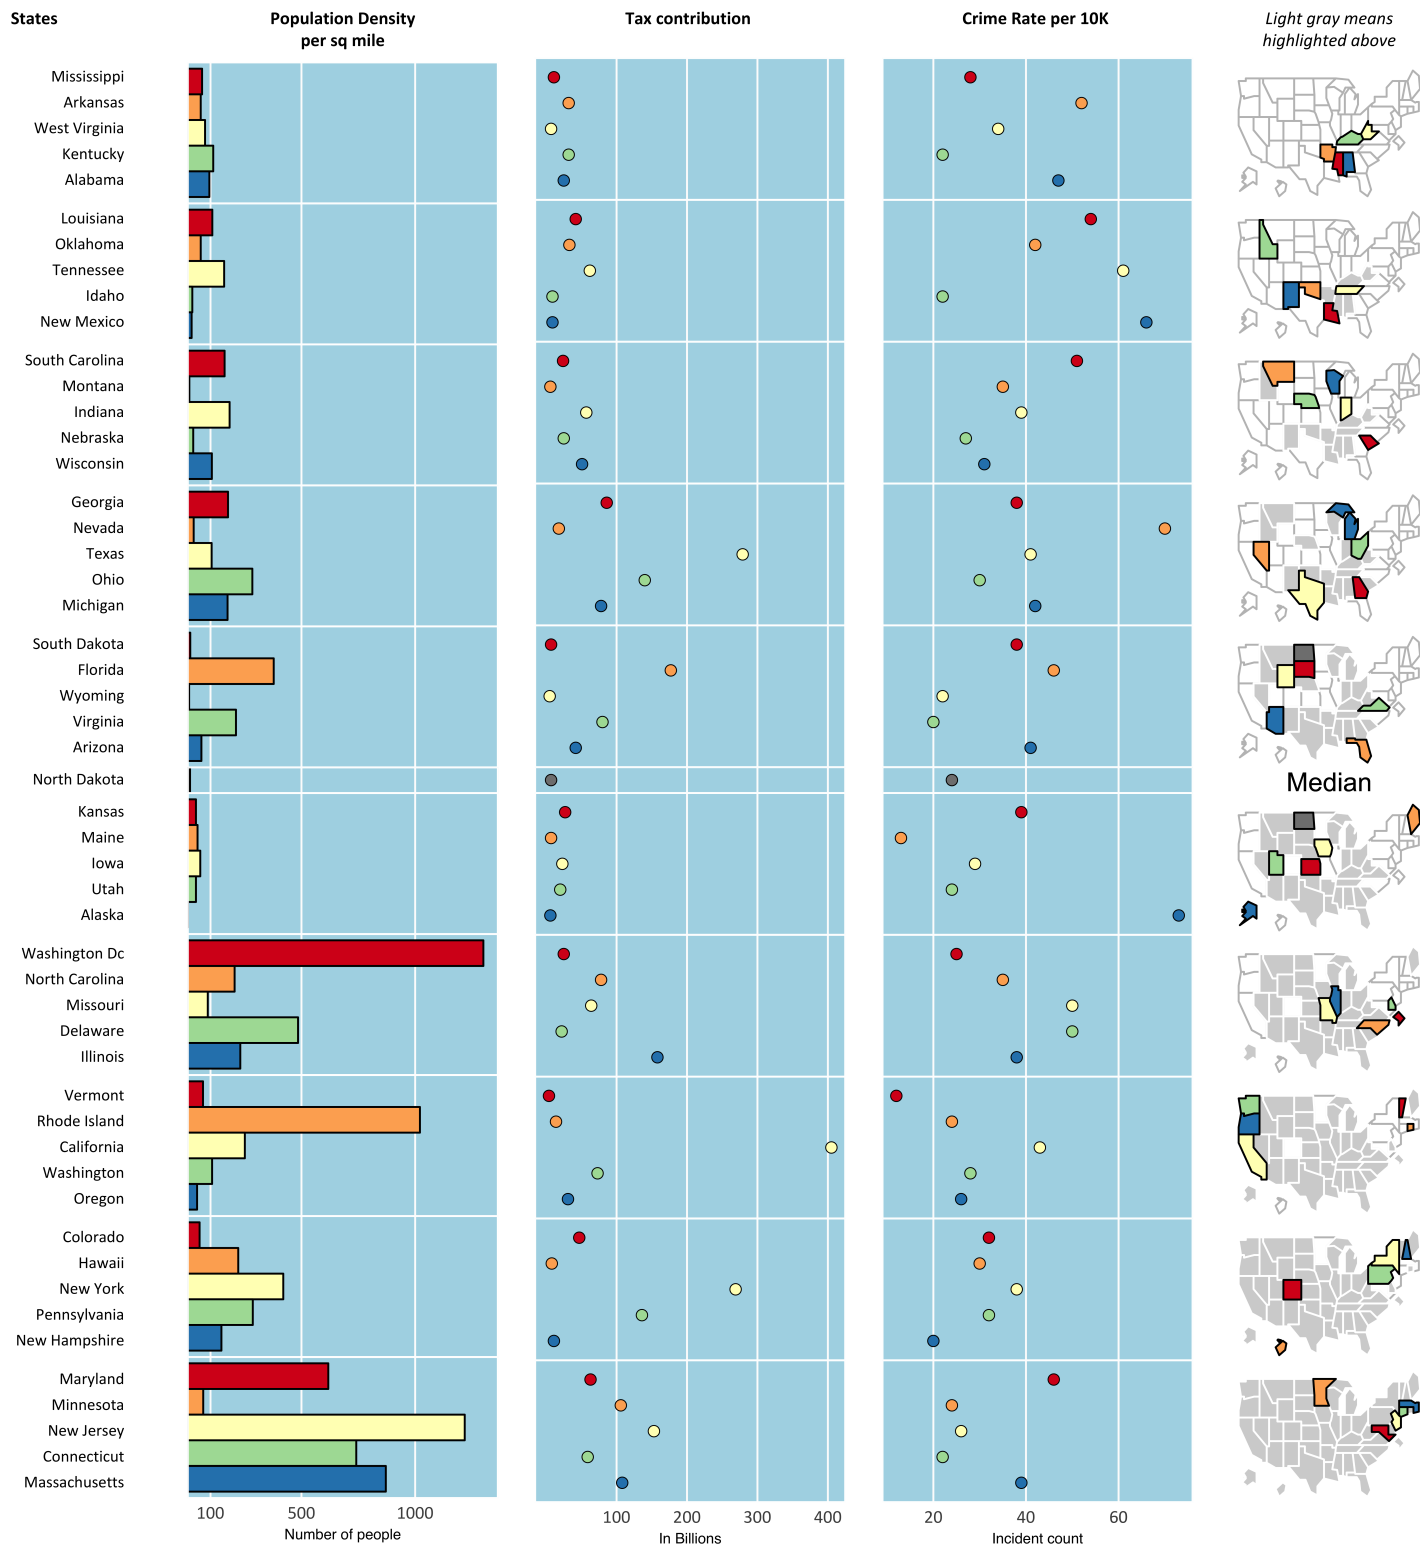 States
Population Density
per sq mile
Tax contribution
Crime Rate per 10K
Light gray means
highlighted above
Mississippi
Arkansas
West Virginia
Kentucky
Alabama
Louisiana
Oklahoma
Tennessee
Idaho
New Mexico
South Carolina
Montana
Indiana
Nebraska
Wisconsin
Georgia
Nevada
Texas
Ohio
Michigan
South Dakota
Florida
Wyoming
Virginia
Arizona
North Dakota
Median
Kansas
Maine
Iowa
Utah
Alaska
Washington Dc
North Carolina
Missouri
Delaware
Illinois
Vermont
Rhode Island
California
Washington
Oregon
Colorado
Hawaii
New York
Pennsylvania
New Hampshire
Maryland
Minnesota
New Jersey
Connecticut
Massachusetts
100 500 1000
Number of people
100 200 300 400
In Billions
20 40 60
Incident count